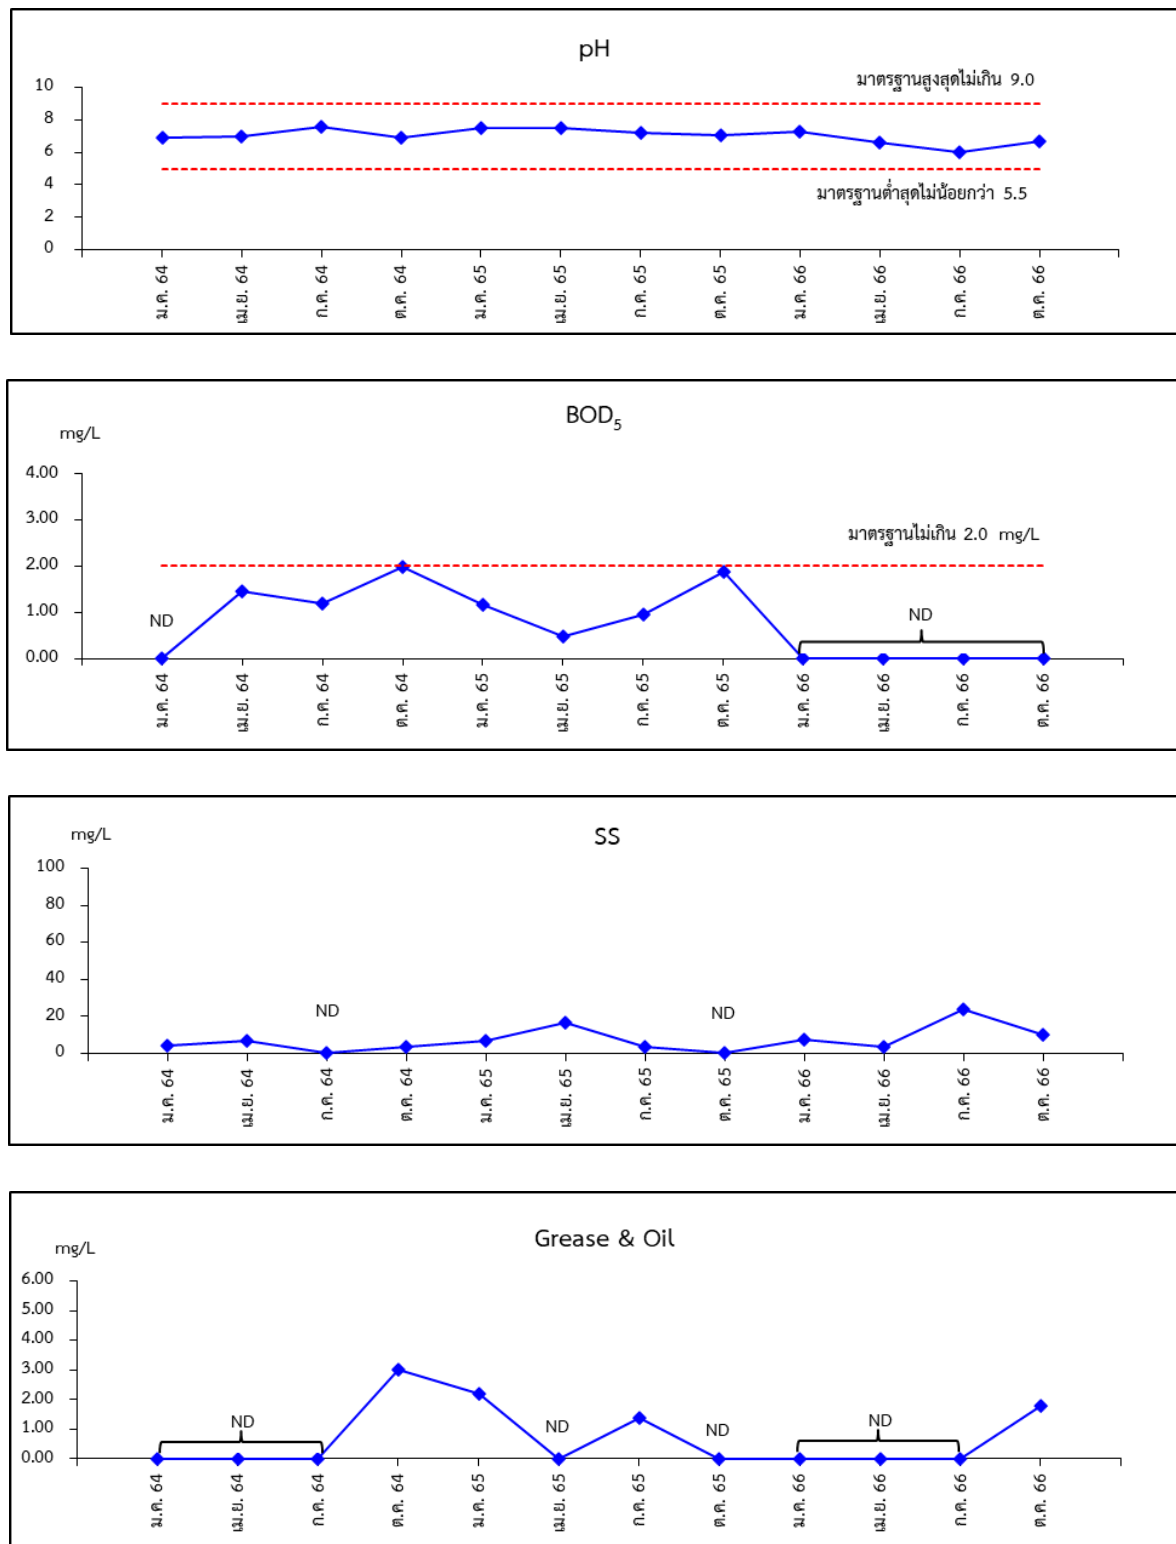 pH
มาตรฐานสูงสุดไม่เกิน 9.0
10
8
6
4
2
0
มาตรฐานต่ำสุดไม่น้อยกว่า 5.5
ม.ค. 64
เม.ย. 64
ก.ค. 64
ต.ค. 64
ม.ค. 65
เม.ย. 65
ก.ค. 65
ต.ค. 65
ม.ค. 66
เม.ย. 66
ก.ค. 66
ต.ค. 66
BOD5
mg/L
4.00
3.00
2.00
1.00
0.00
มาตรฐานไม่เกิน 2.0 mg/L
ND
ND
ม.ค. 64
เม.ย. 64
ก.ค. 64
ต.ค. 64
ม.ค. 65
เม.ย. 65
ก.ค. 65
ต.ค. 65
ม.ค. 66
เม.ย. 66
ก.ค. 66
ต.ค. 66
SS
mg/L
100
80
60
40
20
0
ND
ND
ม.ค. 64
เม.ย. 64
ก.ค. 64
ต.ค. 64
ม.ค. 65
เม.ย. 65
ก.ค. 65
ต.ค. 65
ม.ค. 66
เม.ย. 66
ก.ค. 66
ต.ค. 66
Grease & Oil
mg/L
6.00
5.00
4.00
3.00
2.00
1.00
0.00
ND
ND
ND
ND
ม.ค. 64
เม.ย. 64
ก.ค. 64
ต.ค. 64
ม.ค. 65
เม.ย. 65
ก.ค. 65
ต.ค. 65
ม.ค. 66
เม.ย. 66
ก.ค. 66
ต.ค. 66